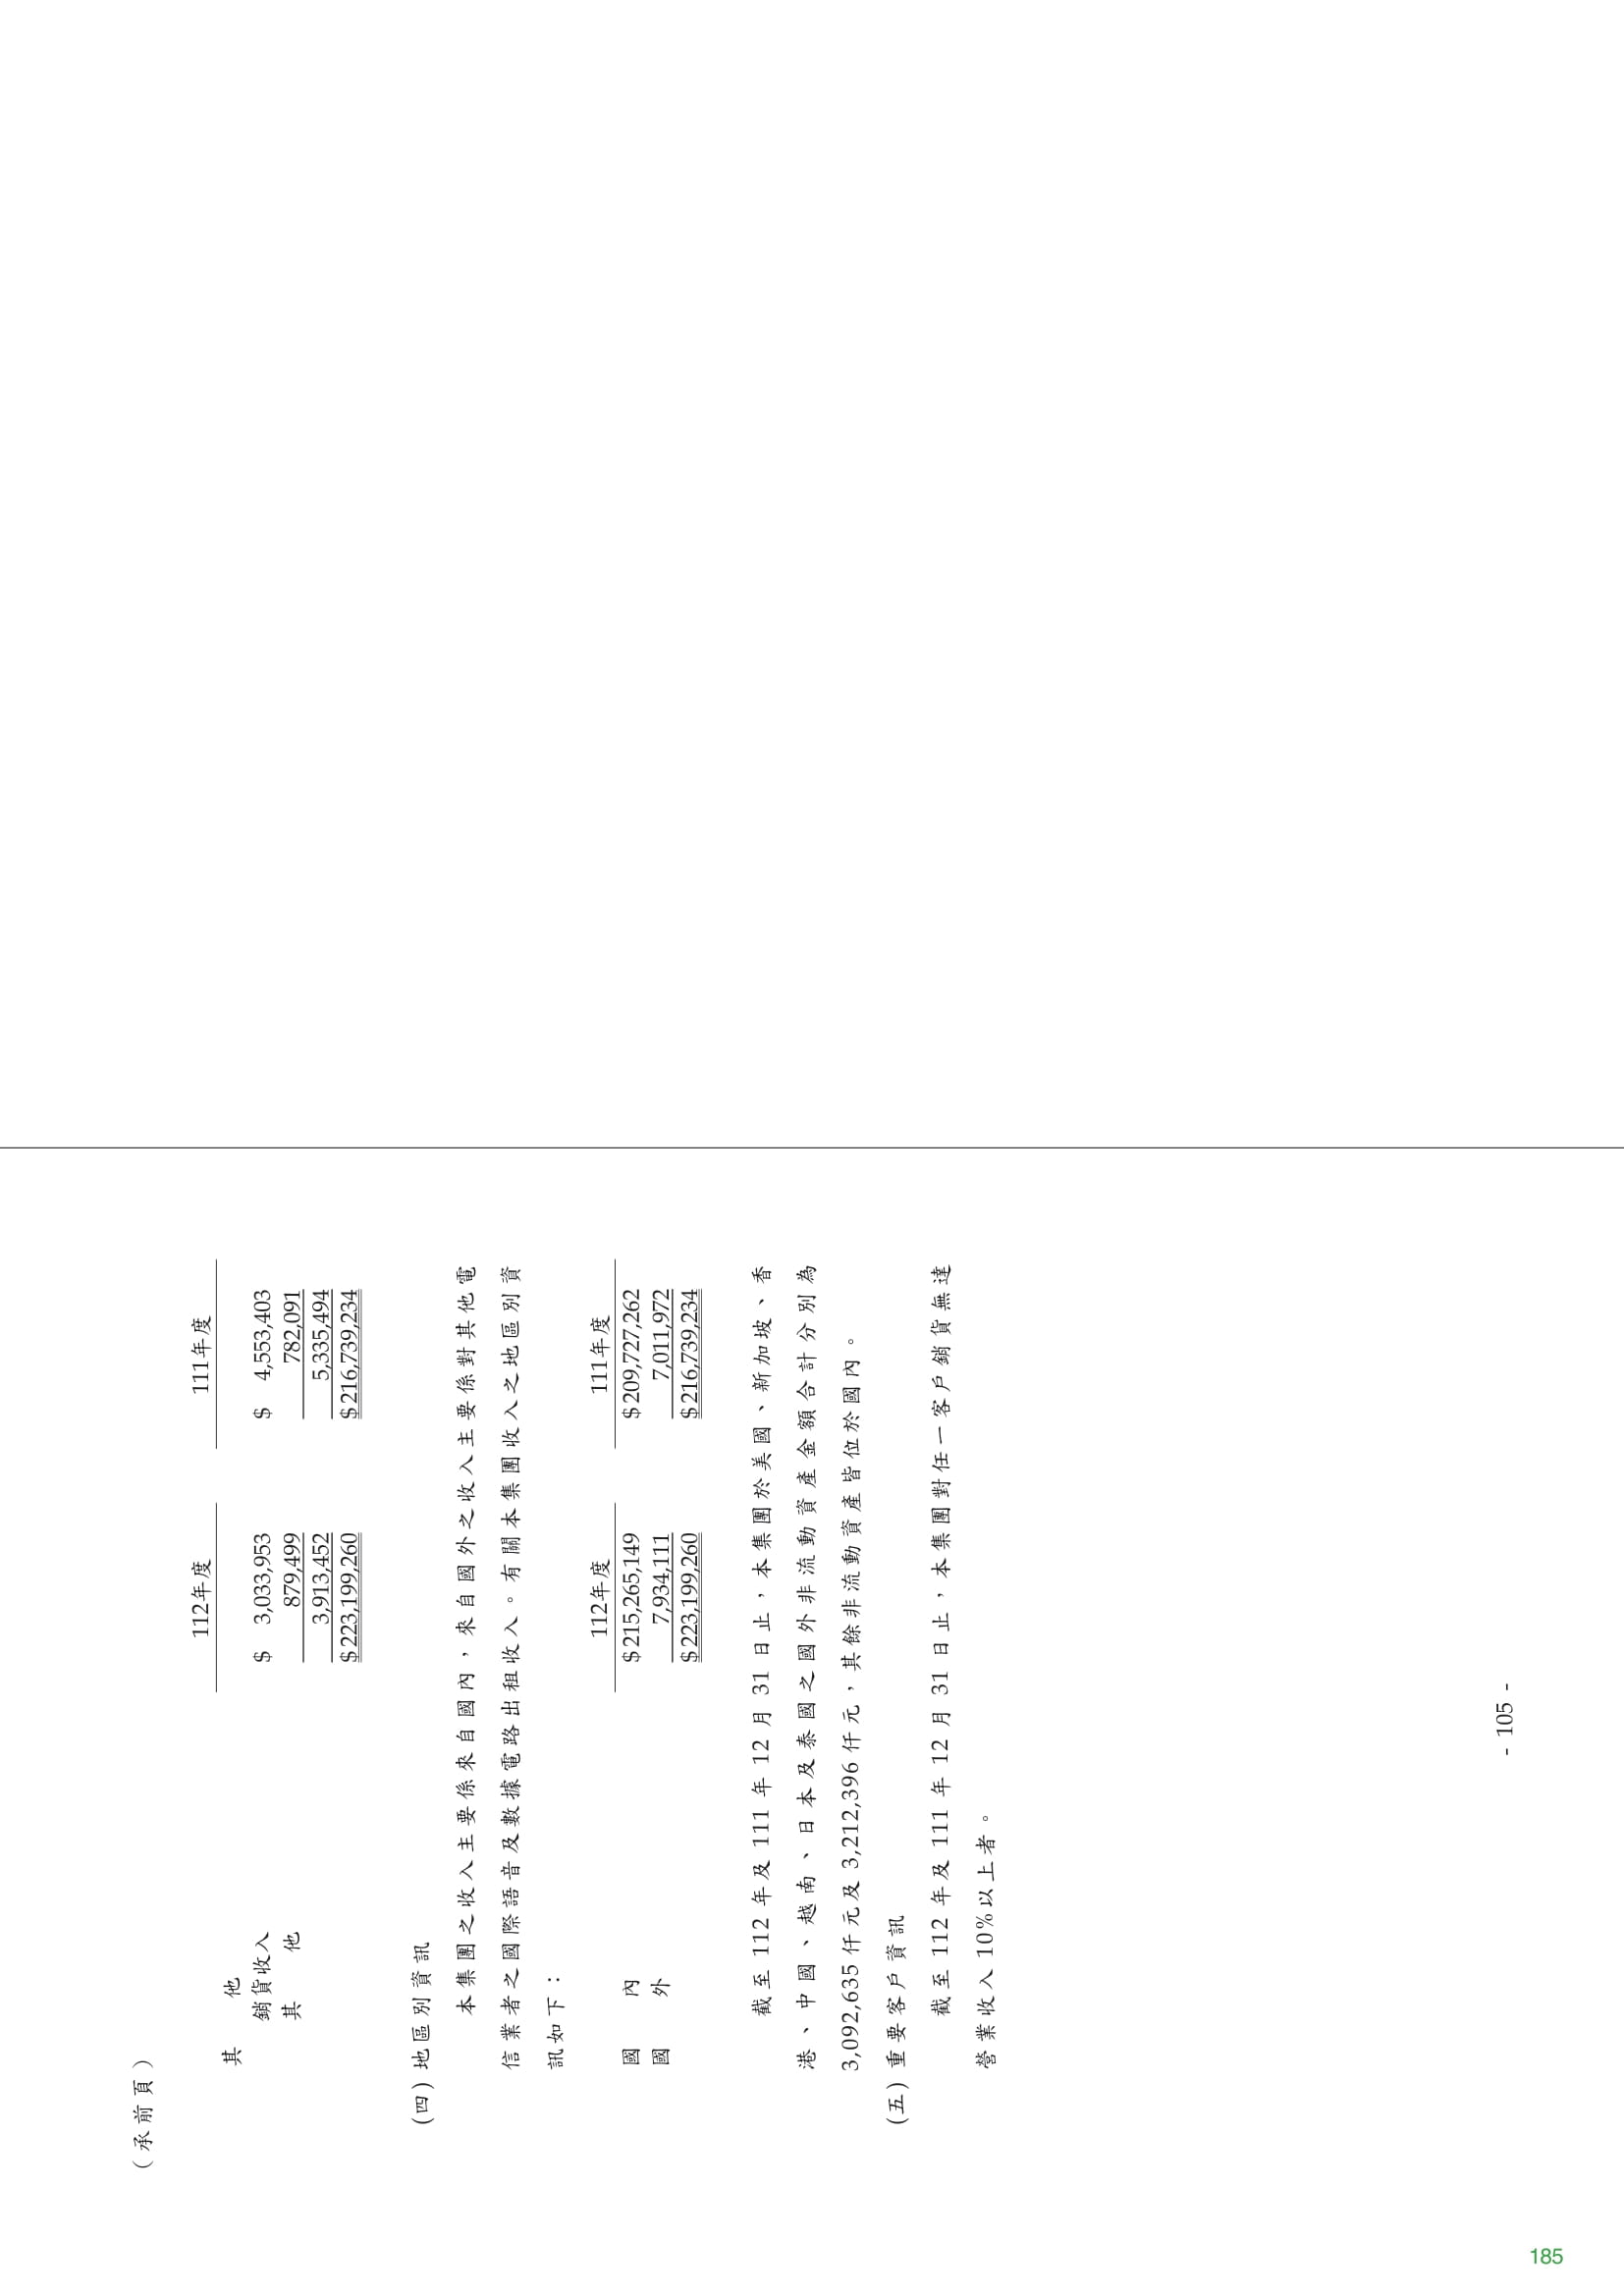 （承前頁）
112年度 111年度
其 他
銷貨收入 $ 3,033,953 $ 4,553,403
其 他 879,499 782,091
3,913,452 5,335,494
$223,199,260 $216,739,234
(四) 地區別資訊
本集團之收入主要係來自國內，來自國外之收入主要係對其他電
信業者之國際語音及數據電路出租收入。有關本集團收入之地區別資
訊如下：
112年度 111年度
國 內 $215,265,149 $209,727,262
國 外 7,934,111 7,011,972
$223,199,260 $216,739,234
截至 112 年及 111 年 12 月 31 日止，本集團於美國、新加坡、香
港、中國、越南、日本及泰國之國外非流動資產金額合計分別為
3,092,635 仟元及 3,212,396 仟元，其餘非流動資產皆位於國內。
(五) 重要客戶資訊
截至 112 年及 111 年 12 月 31 日止，本集團對任一客戶銷貨無達
營業收入 10%以上者。
- 105 -
185